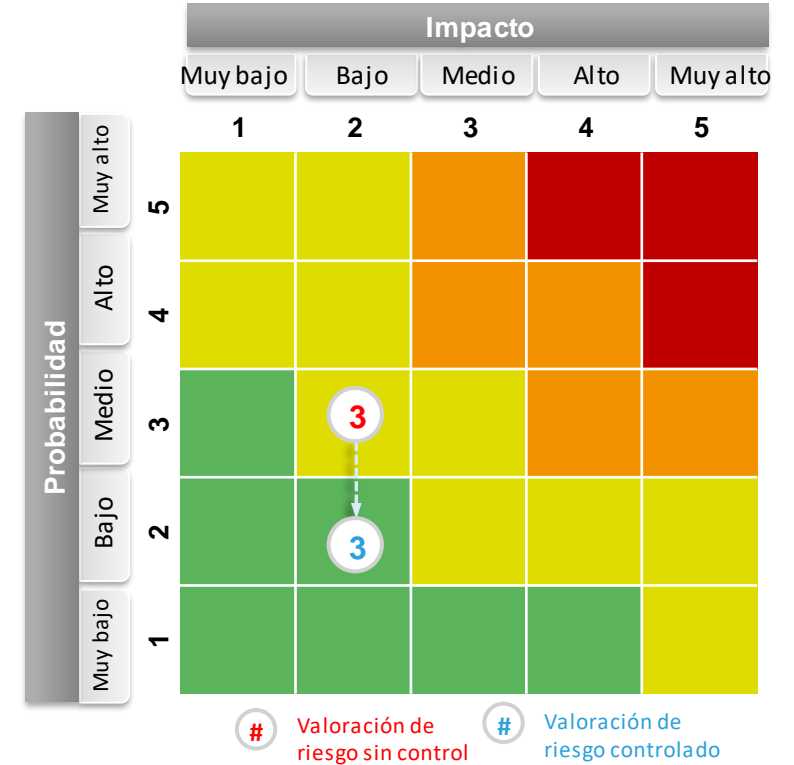 Impacto
Muy bajo
Bajo
Medio
Alto
Muy alto
1
2
3
4
5
Probabilidad
Muy alto
5
Alto
4
Medio
3
3
Bajo
2
3
Muy bajo
1
# Valoración de
riesgo sin control
# Valoración de
riesgo controlado